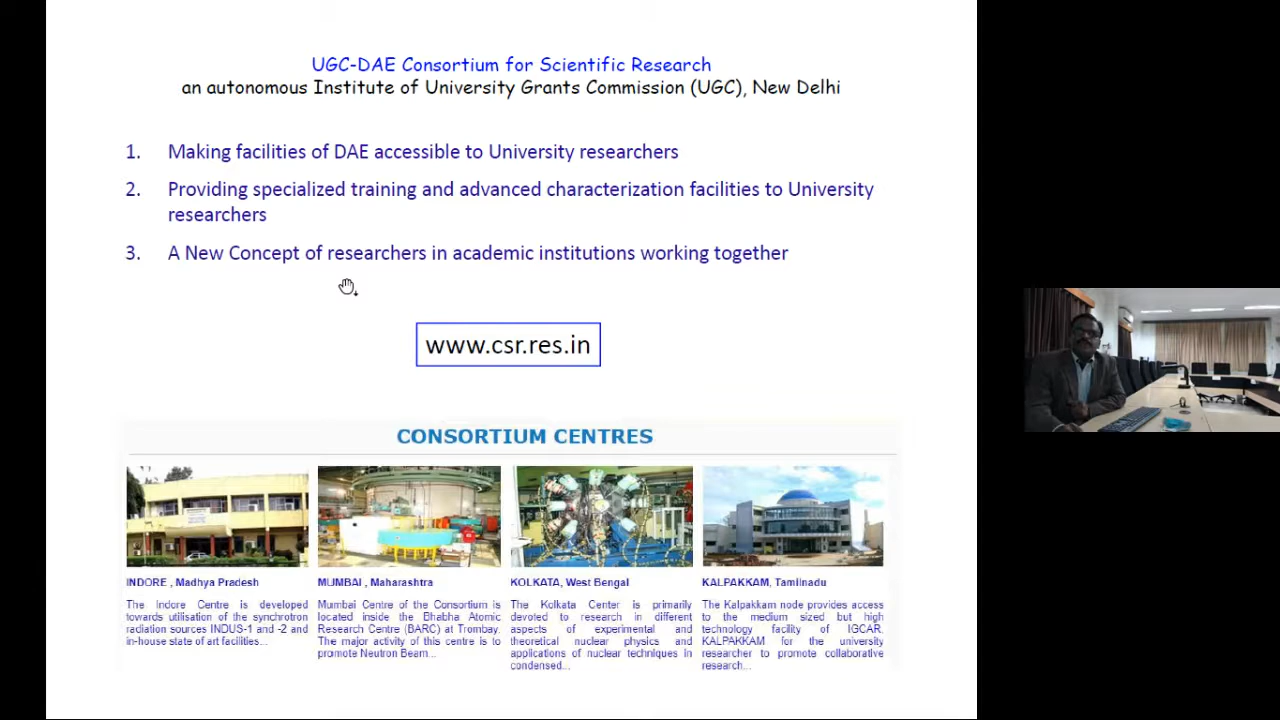 UGC-DAE Consortium for Scientific Research
an autonomous Institute of University Grants Commission (UGC), New Delhi
1. Making facilities of DAE accessible to University researchers
2. Providing specialized training and advanced characterization facilities to University
researchers
3. A New Concept of researchers in academic institutions working together
www.csr.res.in
CONSORTIUM CENTRES
INDORE , Madhya Pradesh
The Indore Centre is developed
towards utilisation of the synchrotron
radiation sources INDUS-1 and -2 and
in-house state of art facilities...
MUMBAI , Maharashtra
Mumbai Centre of the Consortium is
located inside the Bhabha Atomic
Research Centre (BARC) at Trombay.
The major activity of this centre is to
promote Neutron Beam...
KOLKATA, West Bengal
The Kolkata Center is primarily
devoted to research in different
aspects of experimental and
theoretical nuclear physics and
applications of nuclear techniques in
condensed...
KALPAKKAM, Tamilnadu
The Kalpakkam node provides access
to the medium sized but high
technology facility of IGCAR,
KALPAKKAM for the university
researcher to promote collaborative
research...